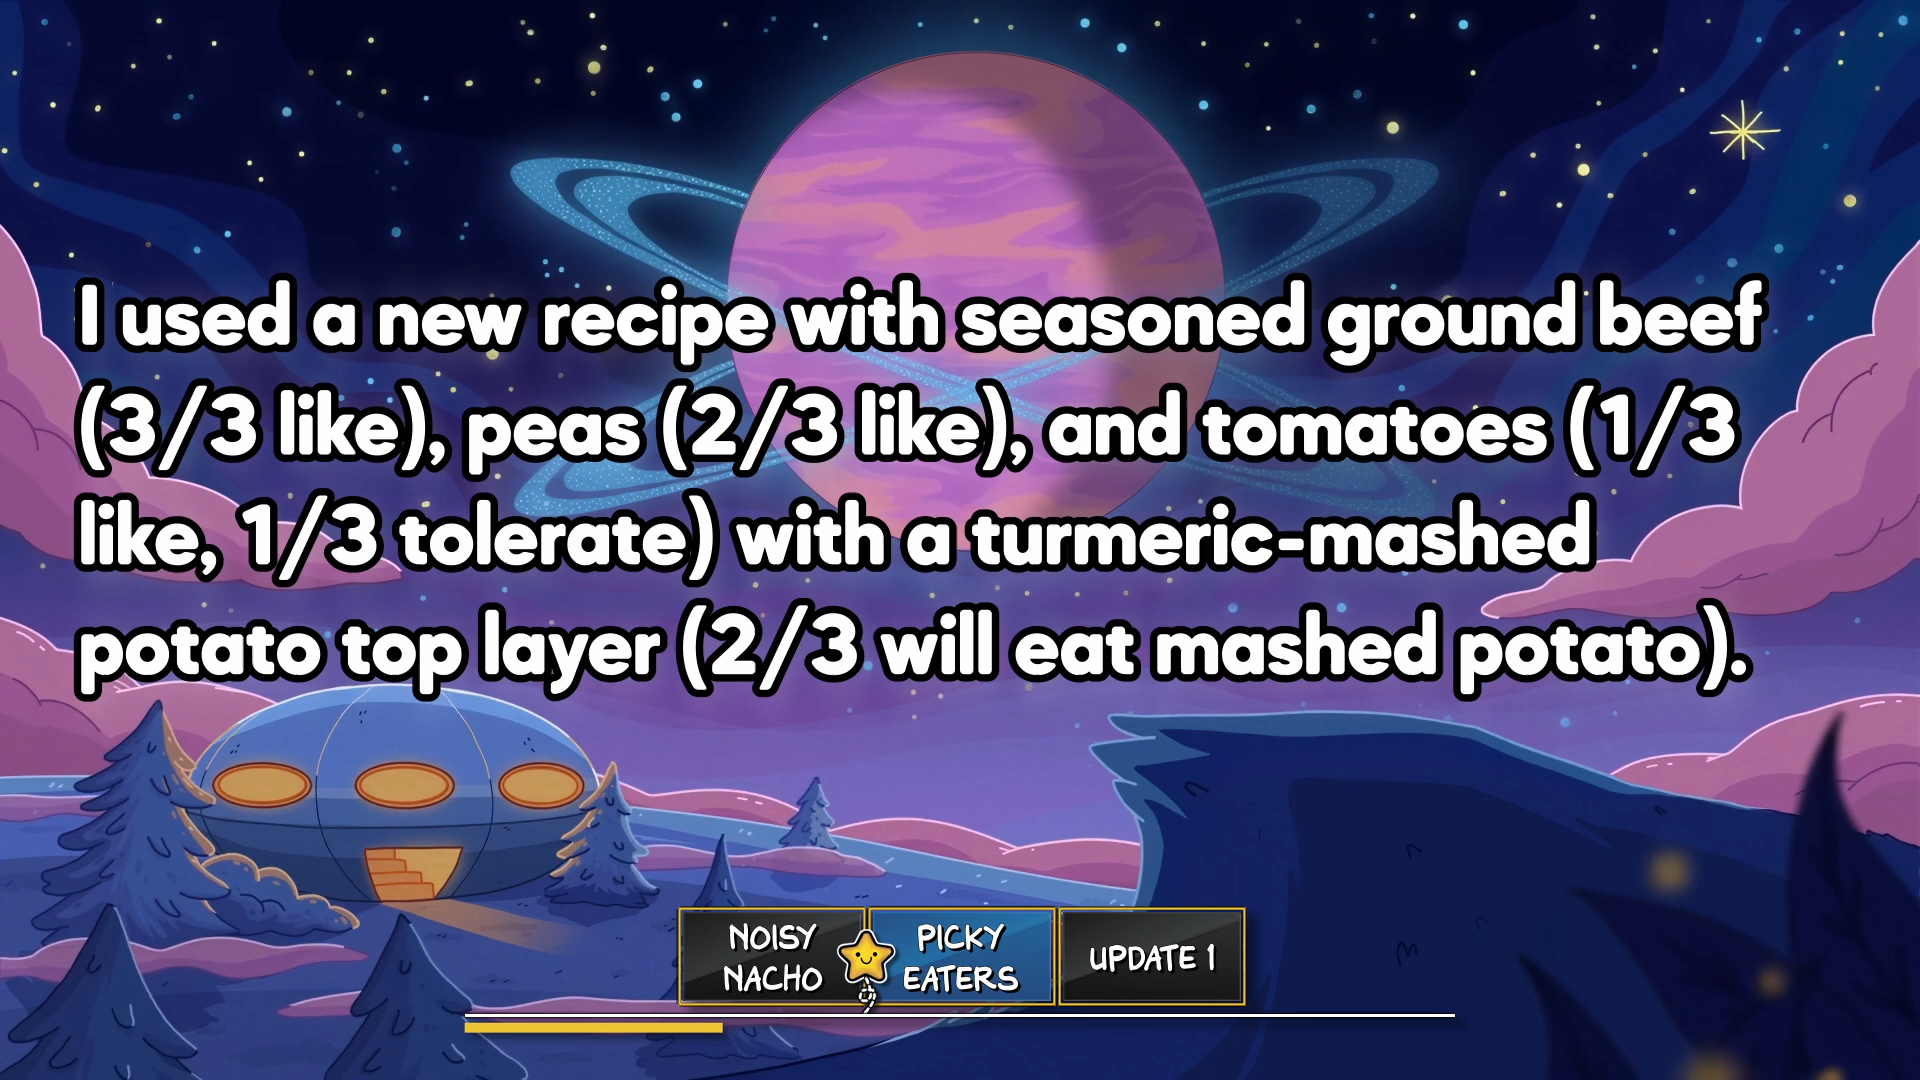 I used a new recipe with seasoned ground beef
(3/3 like), peas (2/3 like), and tomatoes (1/3
like, 1/3 tolerate) with a turmeric-mashed
potato top layer (2/3 will eat mashed potato).
NOISY
NACHO
PICKY
EATERS
UPDATE 1